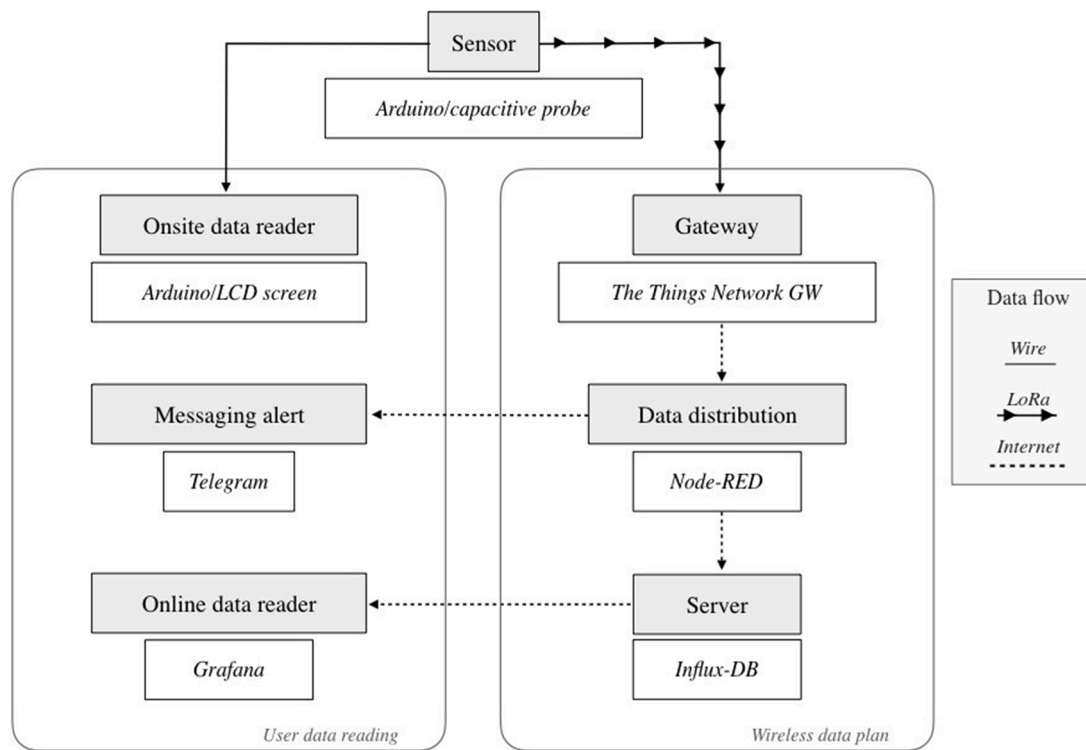 Sensor
Arduino/capacitive probe
Onsite data reader
Arduino/LCD screen
Messaging alert
Telegram
Online data reader
Grafana
User data reading
Gateway
The Things Network GW
Data distribution
Node-RED
Server
Influx-DB
Wireless data plan
Data flow
Wire
LoRa
Internet